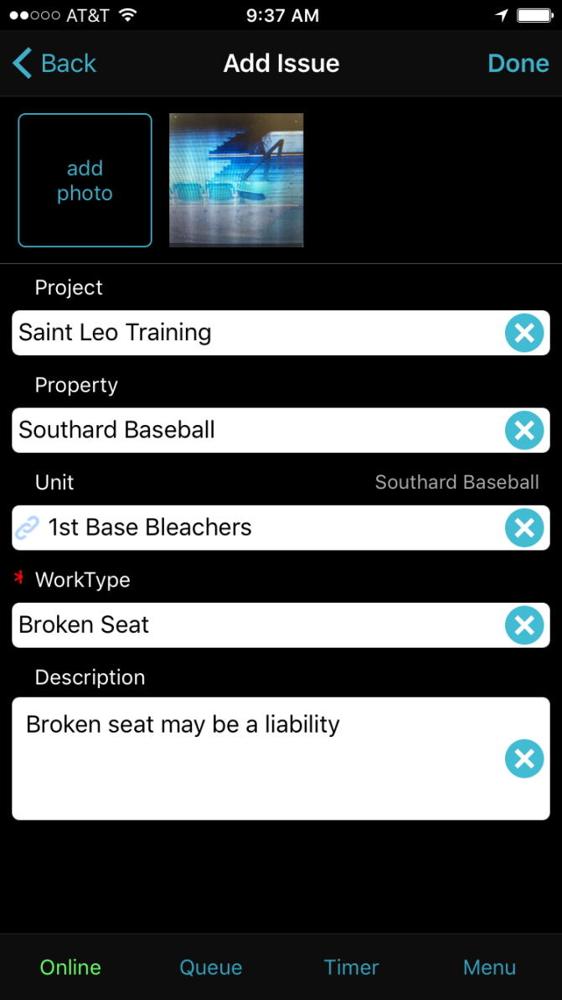 AT&T 9:37 AM
Back Add Issue Done
add
photo
Project
Saint Leo Training
Property
Southard Baseball
Unit Southard Baseball
1st Base Bleachers
* WorkType
Broken Seat
Description
Broken seat may be a liability
Online Queue Timer Menu